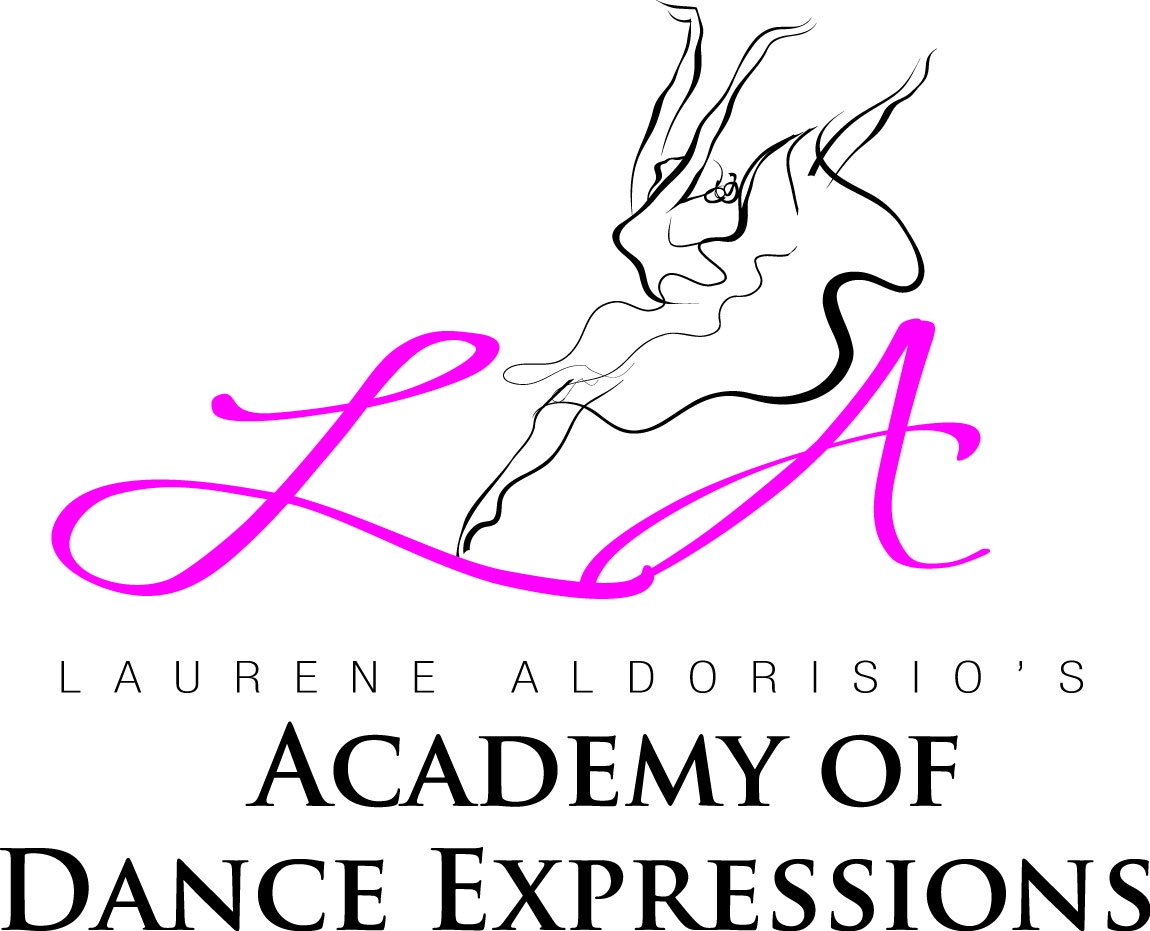 LA
LAURENE ALDORISIO'S
ACADEMY OF
DANCE EXPRESSIONS